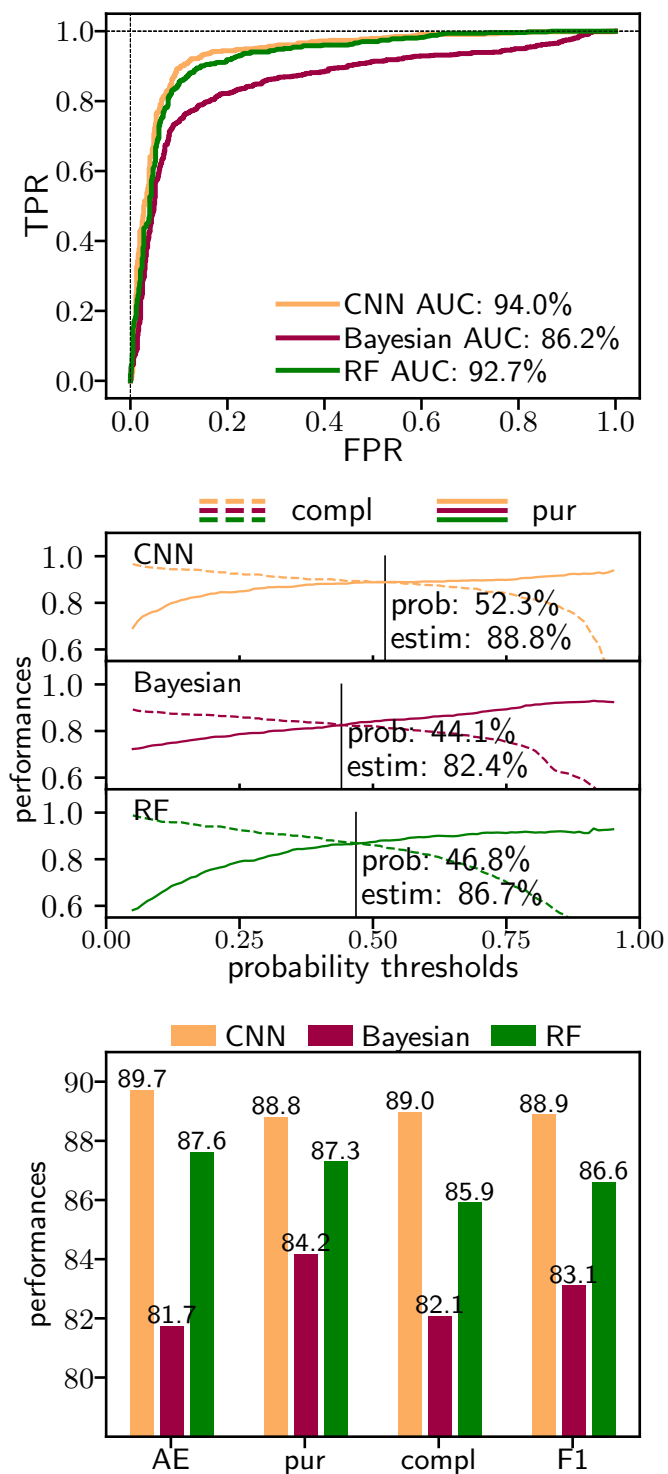 1.0
0.8
0.6
0.4
0.2
0.0
TPR
CNN AUC: 94.0%
Bayesian AUC: 86.2%
RF AUC: 92.7%
0.0 0.2 0.4 0.6 0.8 1.0
FPR
compl pur
performances
1.0
0.8
0.6
CNN
prob: 52.3%
estim: 88.8%
1.0
0.8
0.6
Bayesian
prob: 44.1%
estim: 82.4%
1.0
0.8
0.6
RF
prob: 46.8%
estim: 86.7%
0.00 0.25 0.50 0.75 1.00
probability thresholds
CNN Bayesian RF
performances
90
88
86
84
82
80
89.7 81.7 87.6
88.8 84.2 87.3
89.0 82.1 85.9
88.9 83.1 86.6
AE pur compl F1